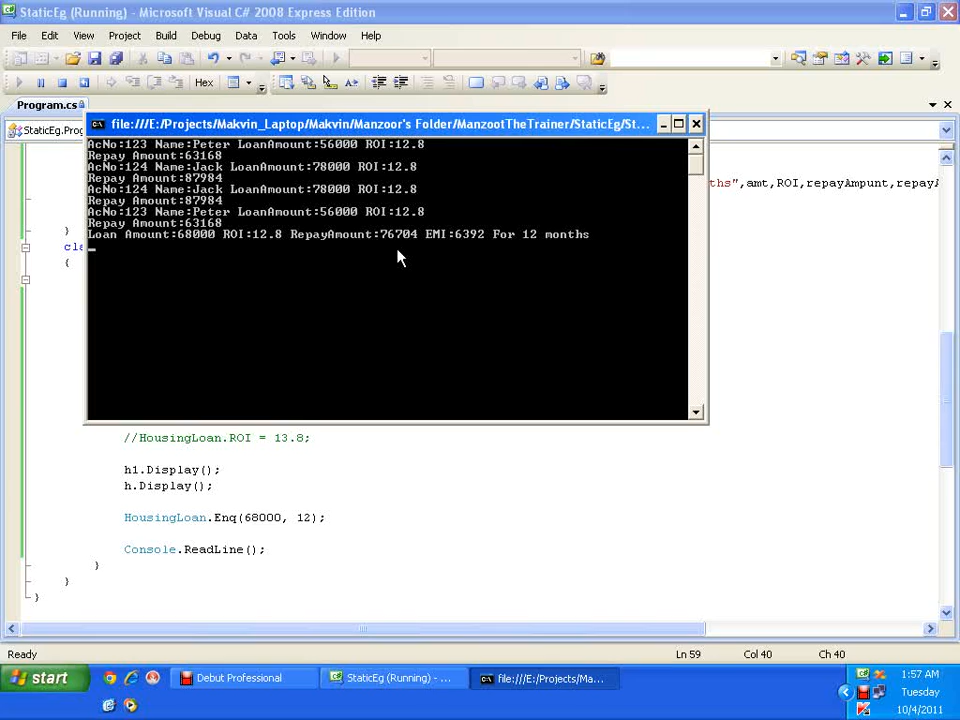 StaticEg (Running) - Microsoft Visual C# 2008 Express Edition
File Edit View Project Build Debug Data Tools Window Help
Hex
Program.cs
StaticEg.Prog
file:///E:/Projects/Makvin_Laptop/Makvin/Manzoor's Folder/ManzootTheTrainer/StaticEg/St...
AcNo:123 Name:Peter LoanAmount:56000 ROI:12.8
Repay Amount:63168
AcNo:124 Name:Jack LoanAmount:78000 ROI:12.8
Repay Amount:87984
AcNo:124 Name:Jack LoanAmount:78000 ROI:12.8
Repay Amount:87984
AcNo:123 Name:Peter LoanAmount:56000 ROI:12.8
Repay Amount:63168
Loan Amount:68000 ROI:12.8 RepayAmount:76704 EMI:6392 For 12 months
ths",amt,ROI,repayAmpunt,repayA
}
cla
{
//HousingLoan.ROI = 13.8;
h1.Display();
h.Display();
HousingLoan.Enq(68000, 12);
Console.ReadLine();
}
}
}
Ready Ln 59 Col 40 Ch 40
start Debut Professional StaticEg (Running) - ... file:///E:/Projects/Ma...
1:57 AM
Tuesday
10/4/2011